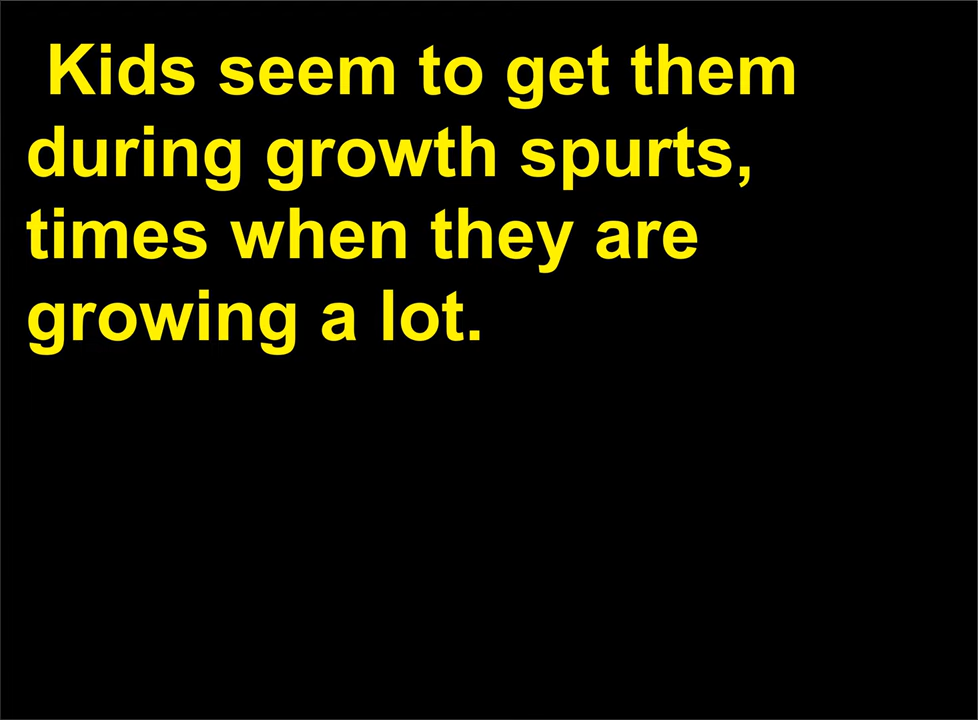 Kids seem to get them
during growth spurts,
times when they are
growing a lot.